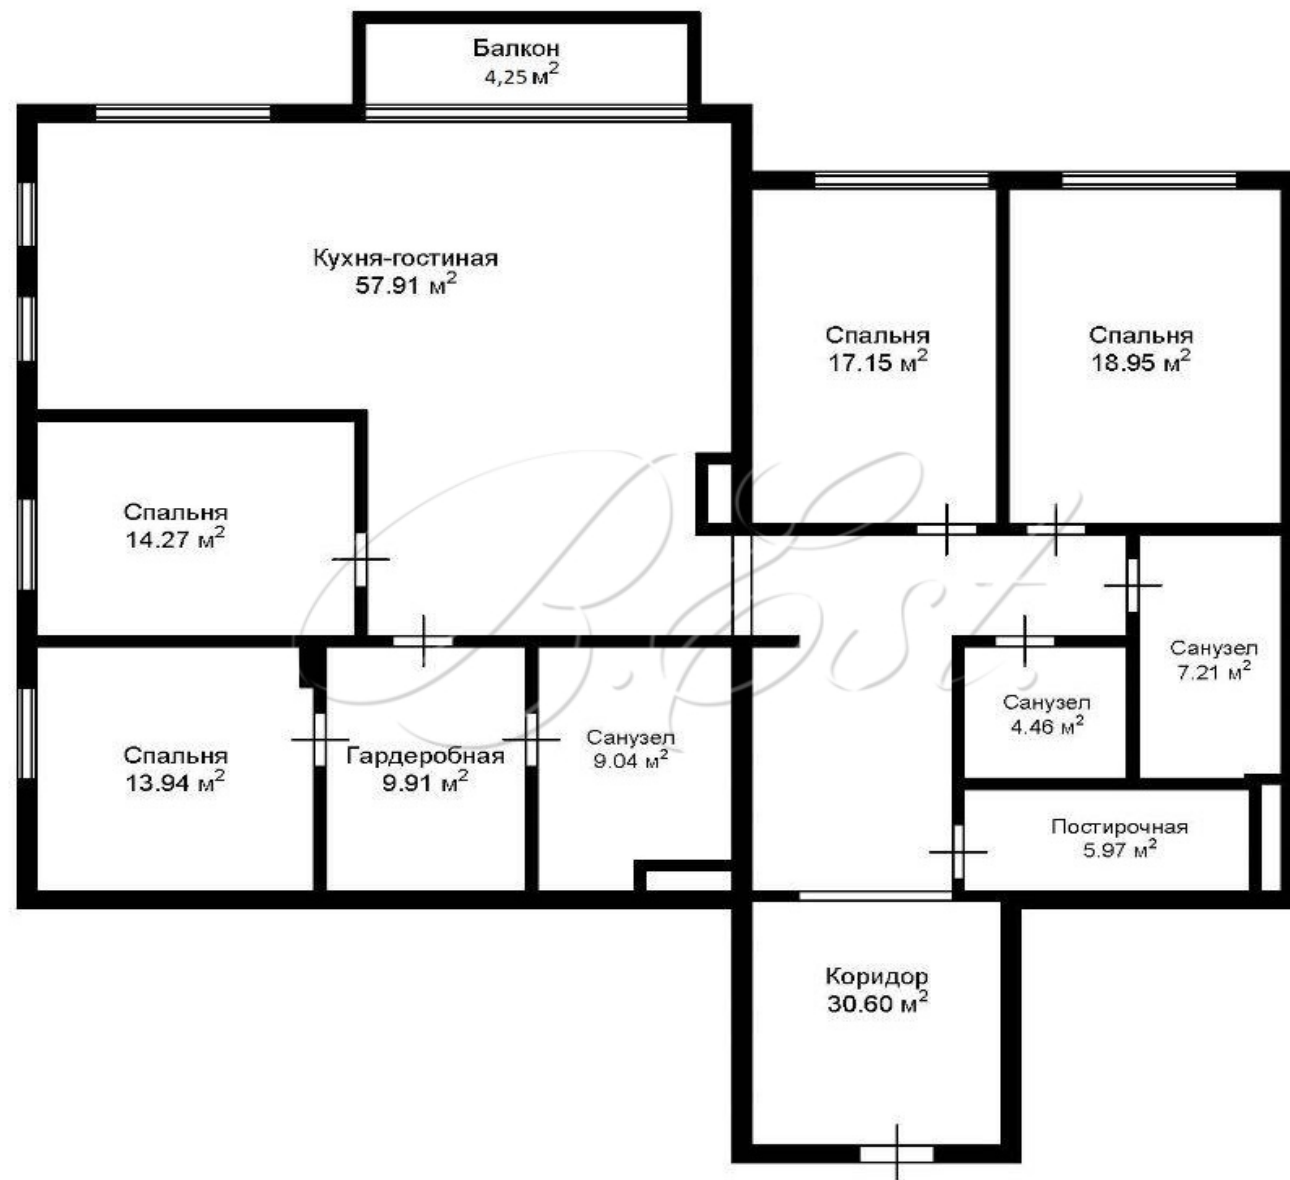 Балкон
4,25 м²
Кухня-гостиная
57.91 м²
Спальня
17.15 м²
Спальня
18.95 м²
Спальня
14.27 м²
Санузел
7.21 м²
Санузел
4.46 м²
Спальня
13.94 м²
Гардеробная
9.91 м²
Санузел
9.04 м²
Постирочная
5.97 м²
Коридор
30.60 м²
B.Est.